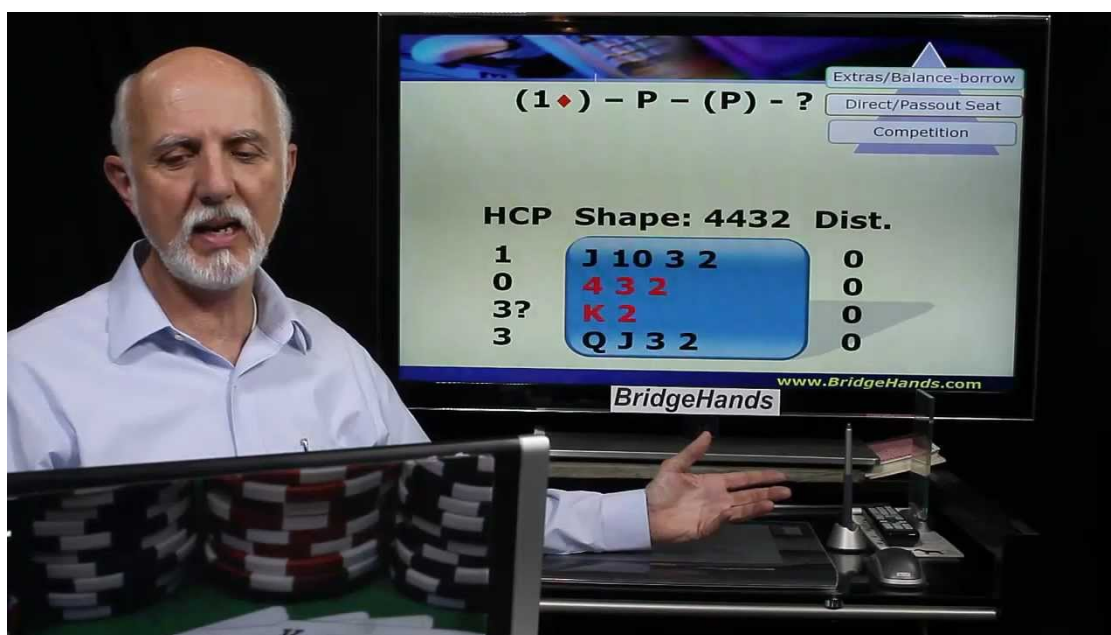 Extras/Balance-borrow
(1♦) – P – (P) - ?
Direct/Passout Seat
Competition
HCP Shape: 4432 Dist.
1 J 10 3 2 0
0 4 3 2 0
3? K 2 0
3 Q J 3 2 0
www.BridgeHands.com
BridgeHands